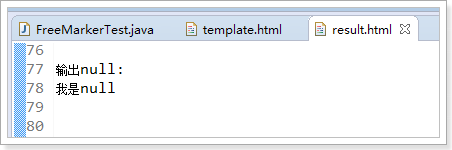 FreeMarkerTest.java template.html result.html
76
77 输出null:
78 我是null
79
80